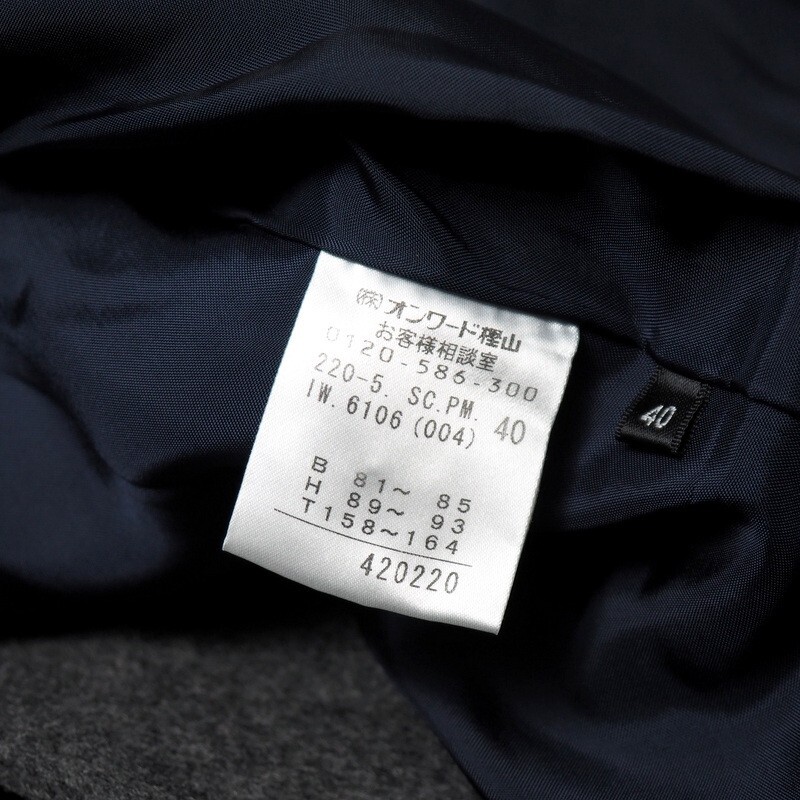 (株)オンワード樫山
お客様相談室
0120-586-300
220-5. SC.PM.
IW.6106(004) 40
B 81～ 85
H 89～ 93
T158～164
420220
40